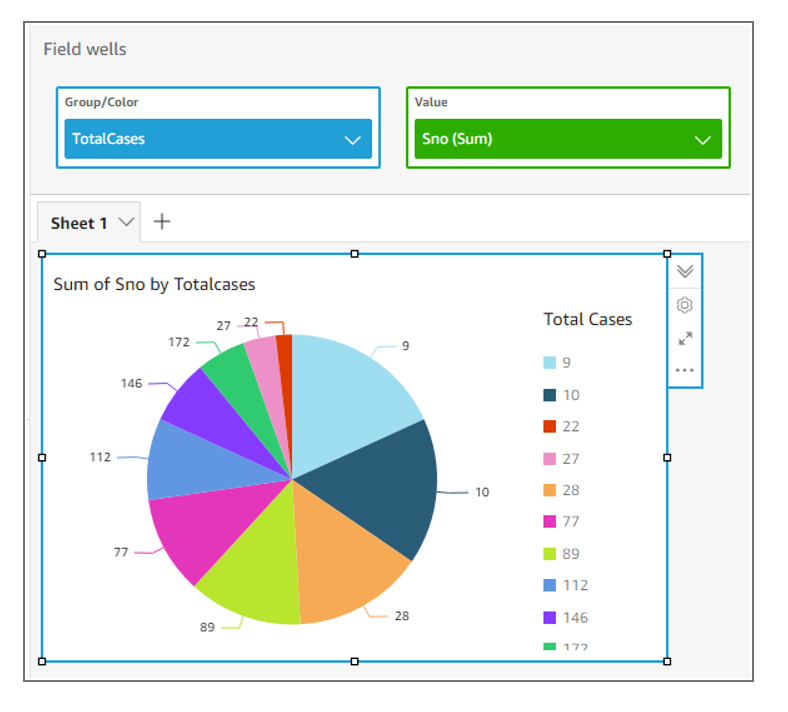 Field wells
Group/Color
Value
TotalCases
Sno (Sum)
Sheet 1
Sum of Sno by Totalcases
Total Cases
9
10
22
27
28
77
89
112
146
172
22
27
172
146
112
77
89
28
10
9